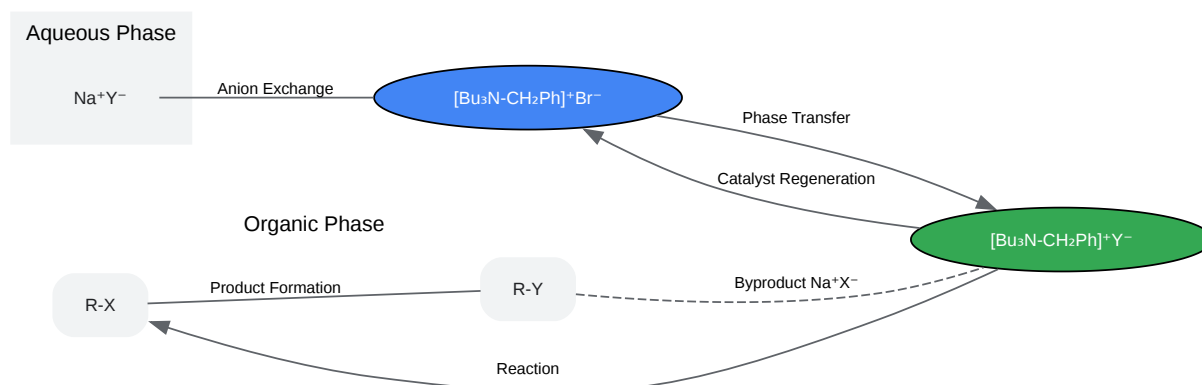 Aqueous Phase
Na⁺Y⁻
Anion Exchange
[Bu₃N-CH₂Ph]⁺Br⁻
Phase Transfer
Catalyst Regeneration
Organic Phase
[Bu₃N-CH₂Ph]⁺Y⁻
R-X
Product Formation
R-Y
Byproduct Na⁺X⁻
Reaction